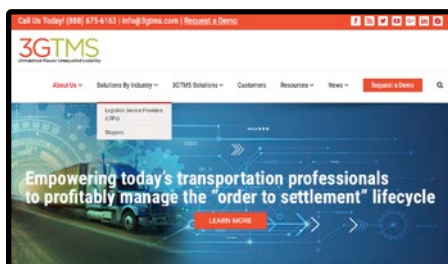 Call Us Today! (888) 675-6163 | info@3gtms.com | Request a Demo
3GTMS
About Us
Solutions By Industry
3GTMS Solutions
Customers
Resources
News
Request a Demo
Logistics Service Providers
(LSPs)
Shippers
Empowering today's transportation professionals
to profitably manage the "order to settlement" lifecycle
LEARN MORE